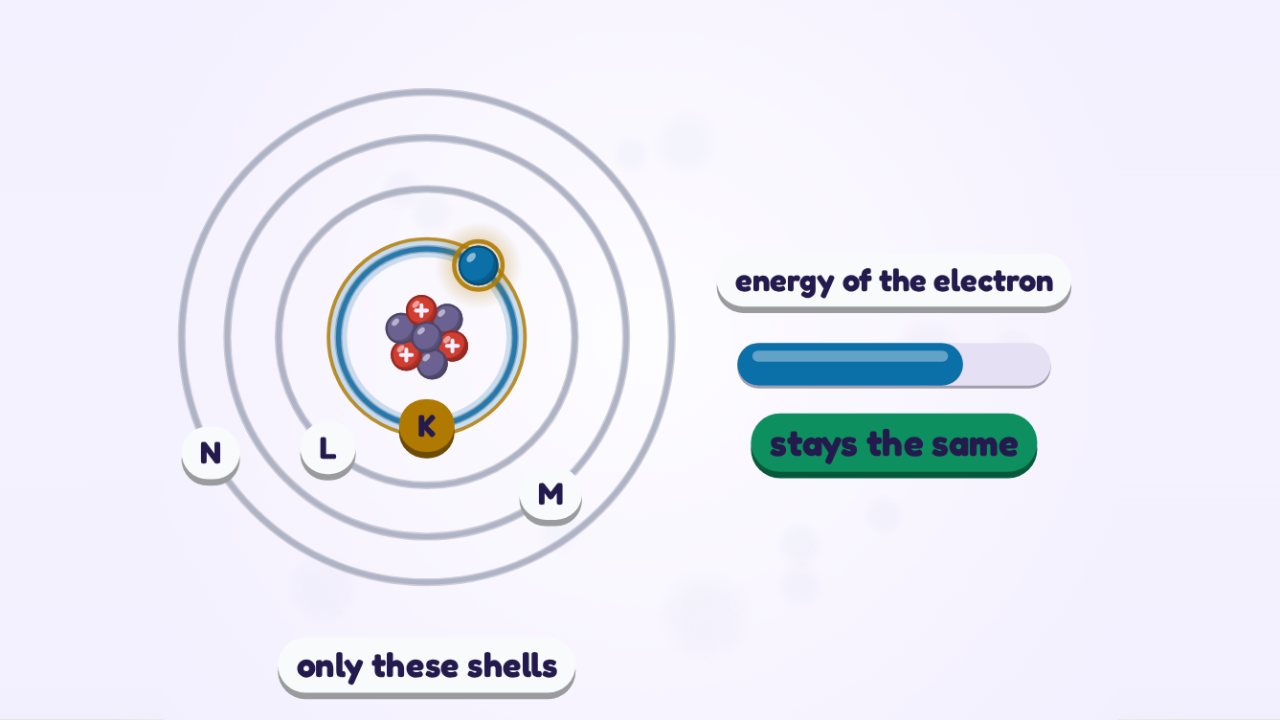 energy of the electron
stays the same
K
L
N
M
only these shells
+
+
+